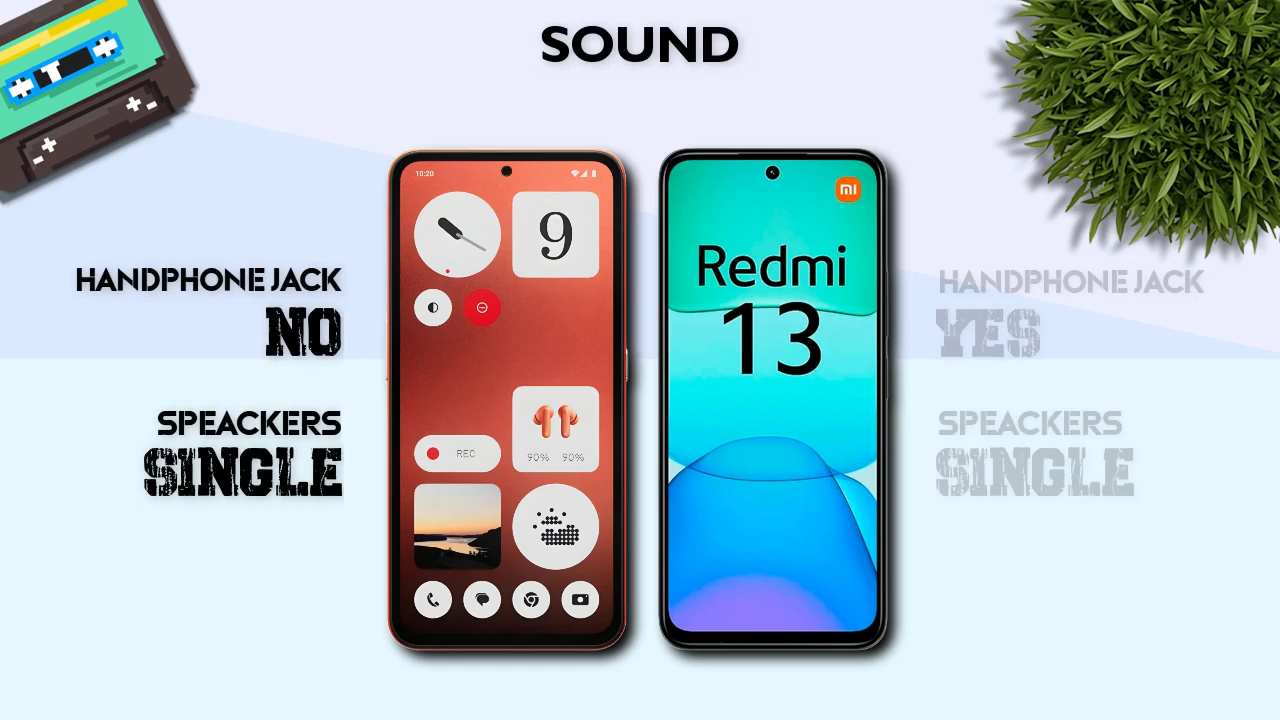 SOUND
HANDPHONE JACK
NO
SPEACKERS
SINGLE
10:20
9
REC
90% 90%
mi
Redmi
13
HANDPHONE JACK
YES
SPEACKERS
SINGLE
T